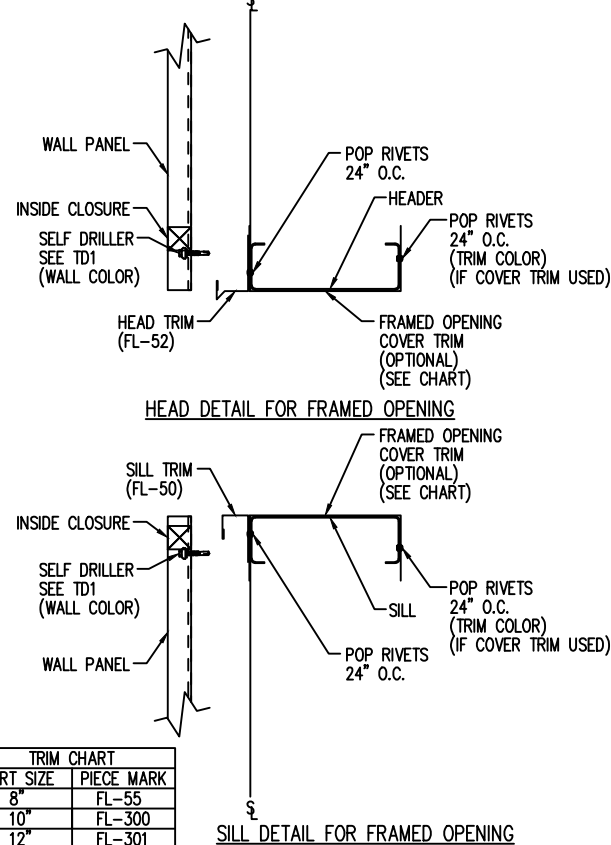 WALL PANEL
POP RIVETS
24" O.C.
HEADER
INSIDE CLOSURE
SELF DRILLER
SEE TD1
(WALL COLOR)
POP RIVETS
24" O.C.
(TRIM COLOR)
(IF COVER TRIM USED)
HEAD TRIM
(FL-52)
FRAMED OPENING
COVER TRIM
(OPTIONAL)
(SEE CHART)
HEAD DETAIL FOR FRAMED OPENING
FRAMED OPENING
COVER TRIM
(OPTIONAL)
(SEE CHART)
SILL TRIM
(FL-50)
INSIDE CLOSURE
SELF DRILLER
SEE TD1
(WALL COLOR)
POP RIVETS
24" O.C.
(TRIM COLOR)
(IF COVER TRIM USED)
SILL
WALL PANEL
POP RIVETS
24" O.C.
TRIM CHART
RT SIZE PIECE MARK
8" FL-55
10" FL-300
12" FL-301
SILL DETAIL FOR FRAMED OPENING